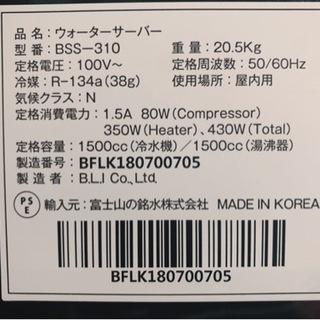 品 名：ウォーターサーバー
型 番：BSS－310 重 量：20.5Kg
定格電圧：100V～ 定格周波数：50/60Hz
冷媒：R-134a(38g) 使用場所：屋内用
気候クラス：N
定格消費電力：1.5A 80W(Compressor)
350W(Heater)、430W(Total)
定格容量：1500cc(冷水機)／1500cc(湯沸器)
製造番号：BFLK180700705
製 造 者：B.L.I Co., Ltd.
PSE 輸入元：富士山の銘水株式会社 MADE IN KOREA
BFLK180700705